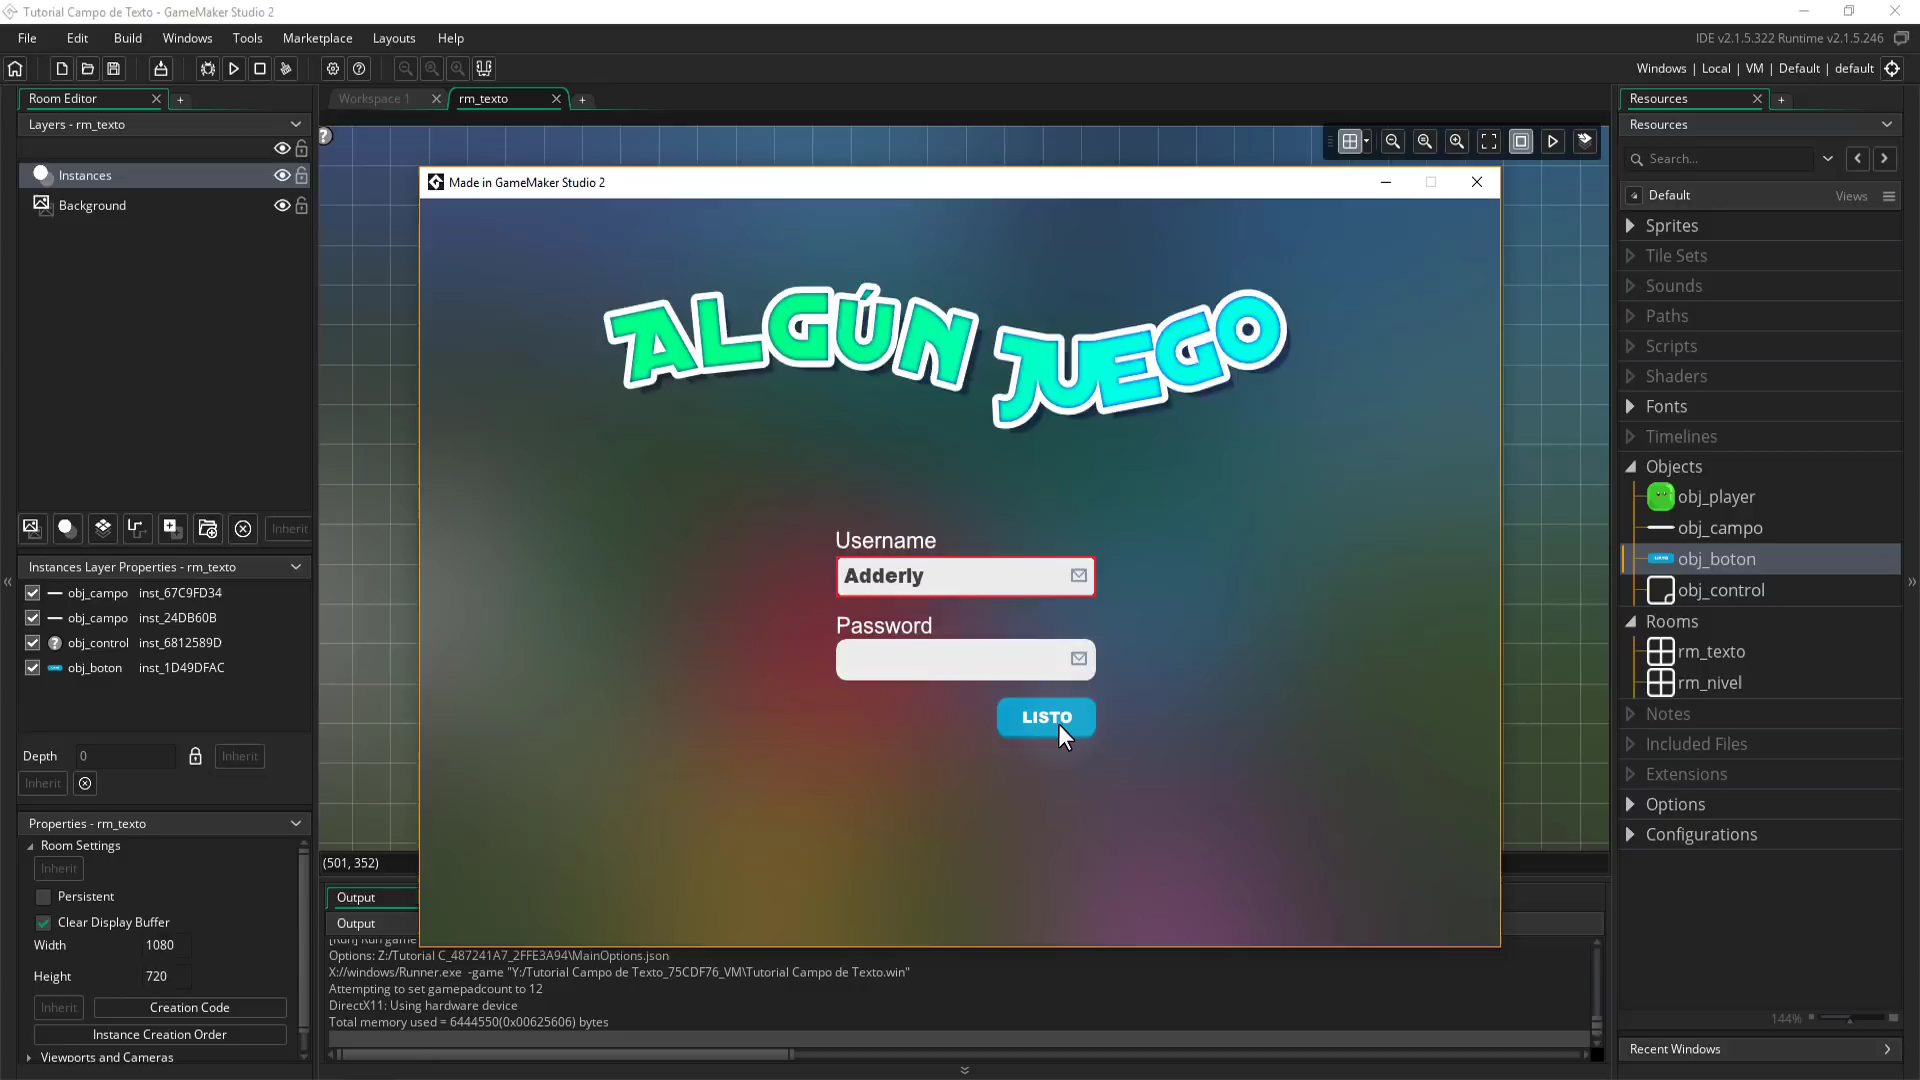 Tutorial Campo de Texto - GameMaker Studio 2
File Edit Build Windows Tools Marketplace Layouts Help
IDE v2.1.5.322 Runtime v2.1.5.246
Windows | Local | VM | Default | default
Room Editor
Layers - rm_texto
Instances
Background
Inherit
Instances Layer Properties - rm_texto
obj_campo inst_67C9FD34
obj_campo inst_24DB60B
obj_control inst_6812589D
obj_boton inst_1D49DFAC
Depth 0 Inherit
Inherit
Properties - rm_texto
Room Settings
Inherit
Persistent
Clear Display Buffer
Width 1080
Height 720
Inherit Creation Code
Instance Creation Order
Viewports and Cameras
Workspace 1
rm_texto
Made in GameMaker Studio 2
ALGÚN JUEGO
Username
Adderly
Password
LISTO
(501, 352)
Output
Output
[Run] Run game
Options: Z:/Tutorial C_487241A7_2FFE3A94\MainOptions.json
X://windows/Runner.exe -game "Y:/Tutorial Campo de Texto_75CDF76_VM\Tutorial Campo de Texto.win"
Attempting to set gamepadcount to 12
DirectX11: Using hardware device
Total memory used = 6444550(0x00625606) bytes
Resources
Resources
Search...
Default Views
Sprites
Tile Sets
Sounds
Paths
Scripts
Shaders
Fonts
Timelines
Objects
obj_player
obj_campo
obj_boton
obj_control
Rooms
rm_texto
rm_nivel
Notes
Included Files
Extensions
Options
Configurations
144%
Recent Windows